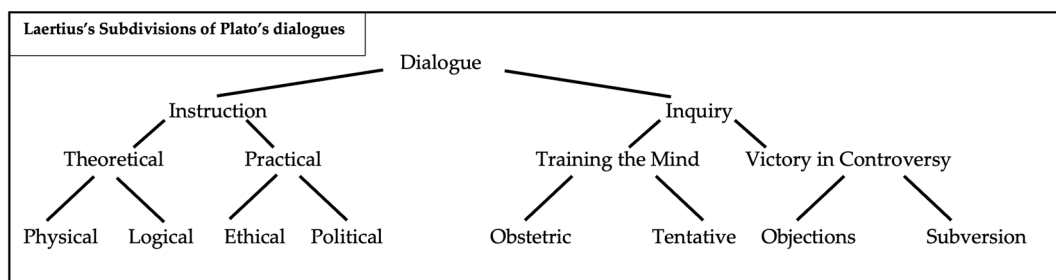 Laertius's Subdivisions of Plato's dialogues
Dialogue
Instruction Inquiry
Theoretical Practical Training the Mind Victory in Controversy
Physical Logical Ethical Political Obstetric Tentative Objections Subversion